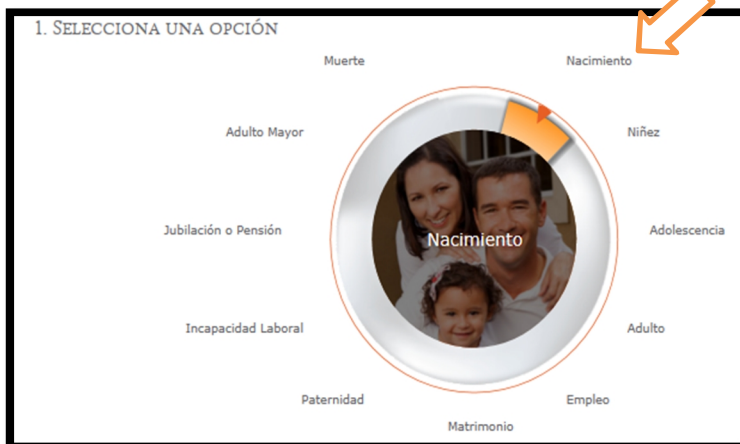 1. SELECCIONA UNA OPCIÓN
Muerte
Nacimiento
Adulto Mayor
Niñez
Jubilación o Pensión
Nacimiento
Adolescencia
Incapacidad Laboral
Adulto
Paternidad
Empleo
Matrimonio